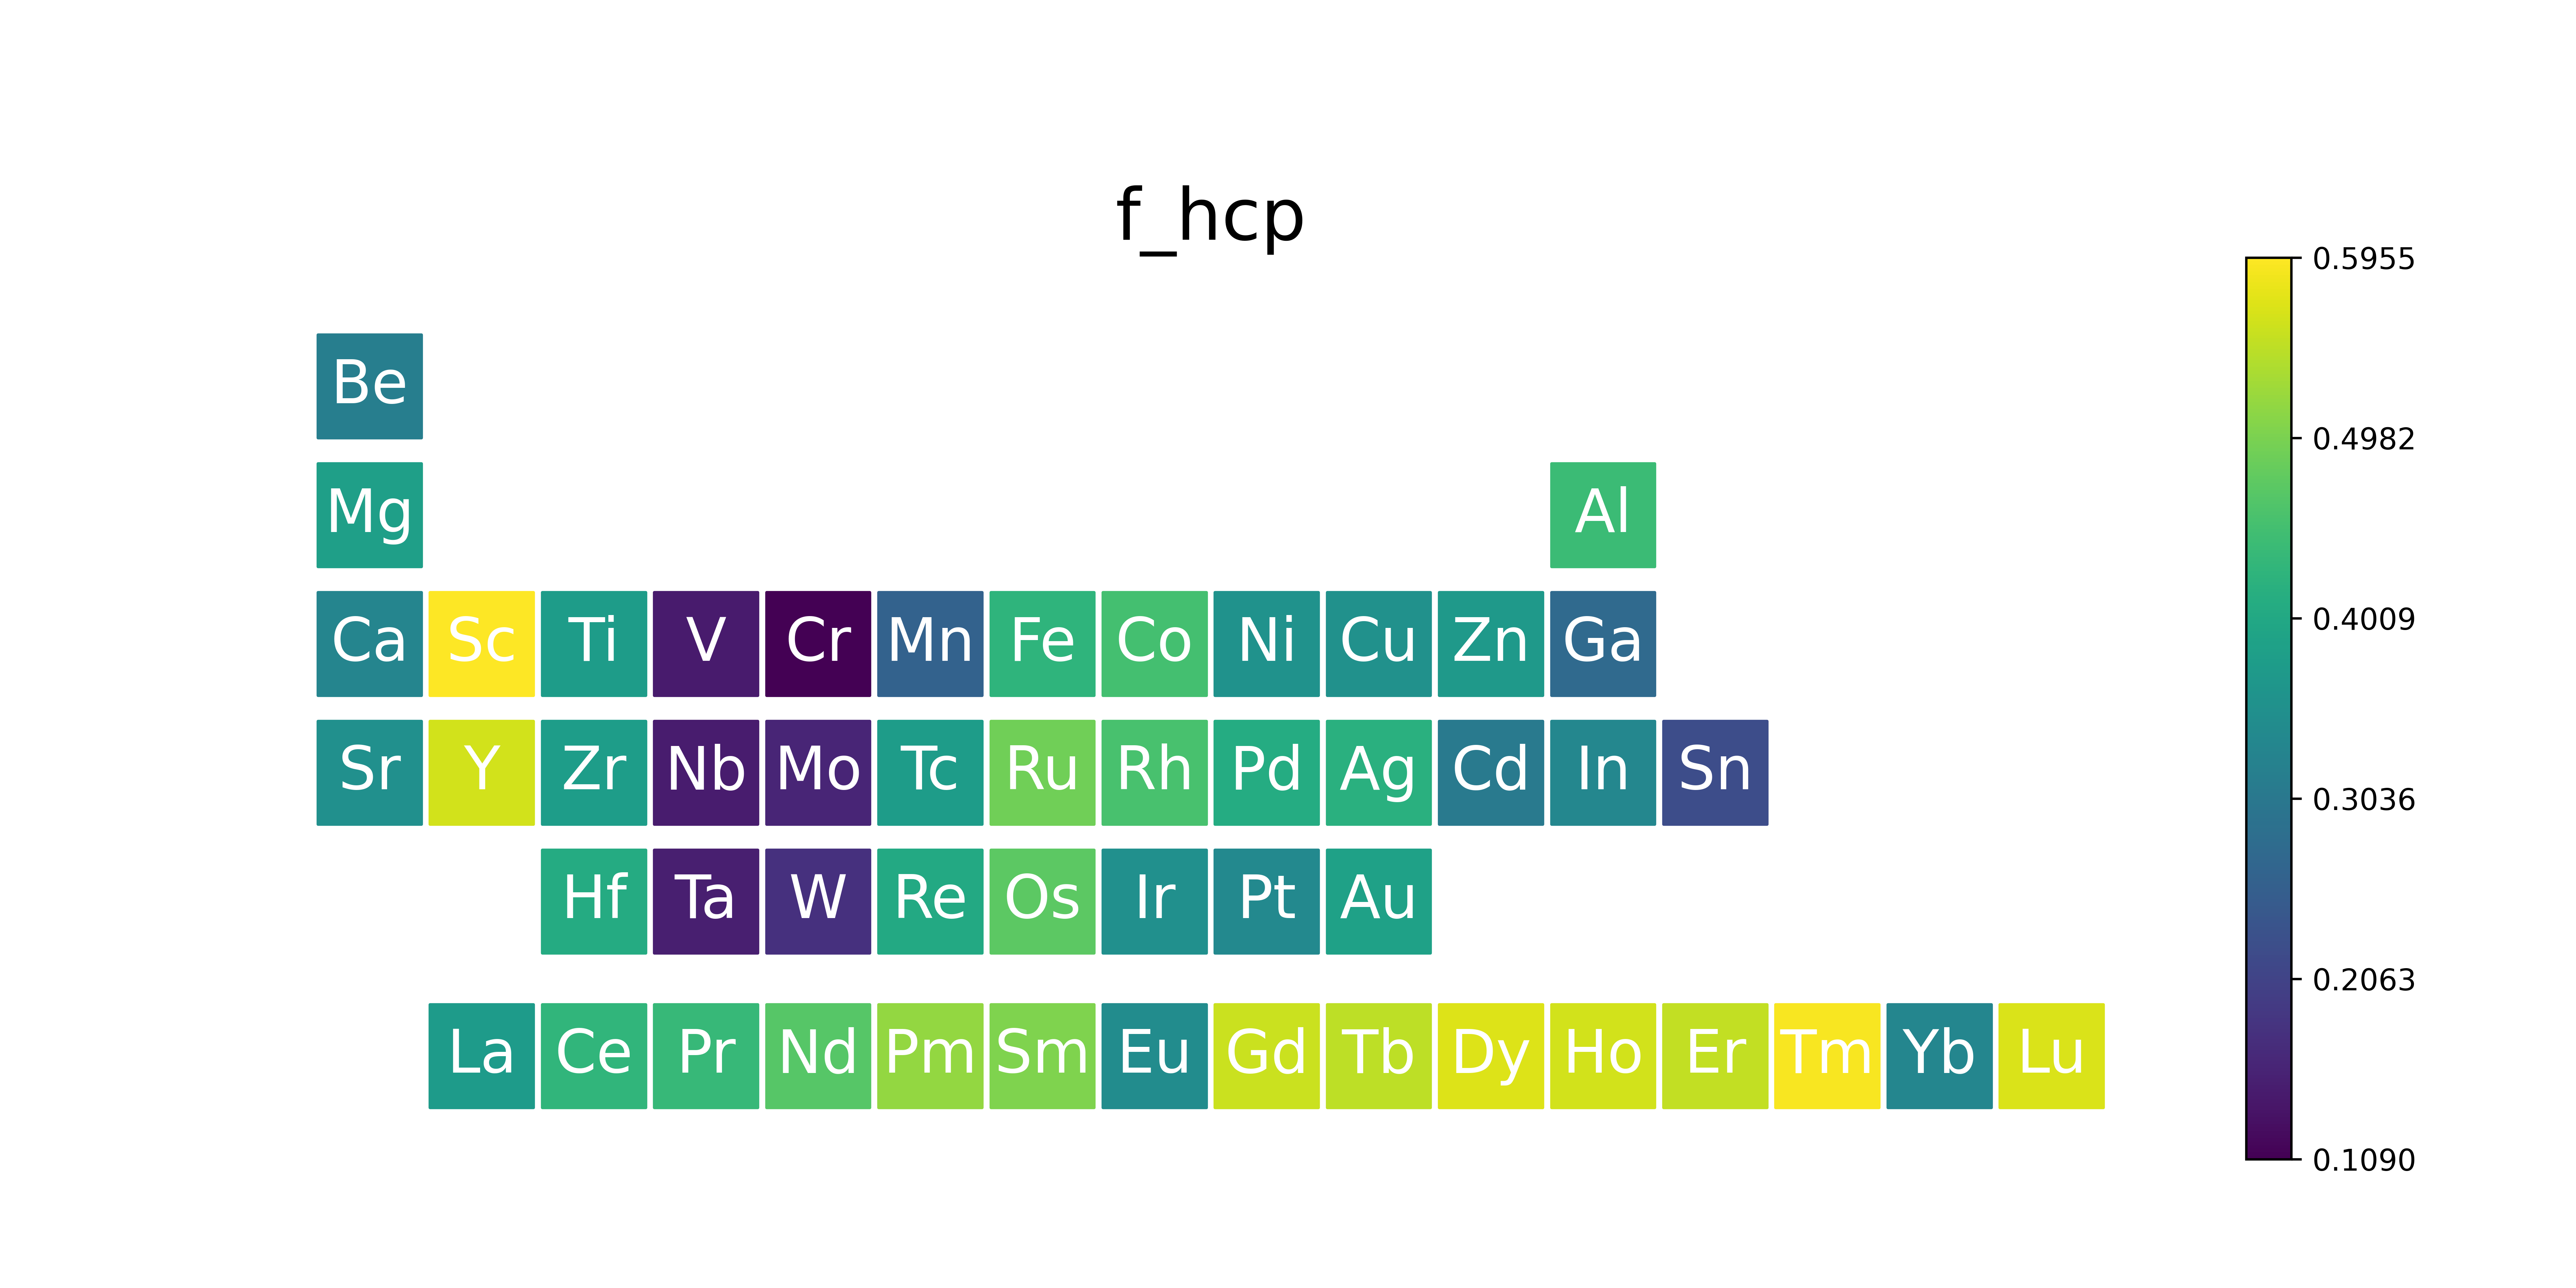 f_hcp
0.5955
Be
0.4982
Mg Al
0.4009
Ca Sc Ti V Cr Mn Fe Co Ni Cu Zn Ga
Sr Y Zr Nb Mo Tc Ru Rh Pd Ag Cd In Sn
0.3036
Hf Ta W Re Os Ir Pt Au
0.2063
La Ce Pr Nd Pm Sm Eu Gd Tb Dy Ho Er Tm Yb Lu
0.1090